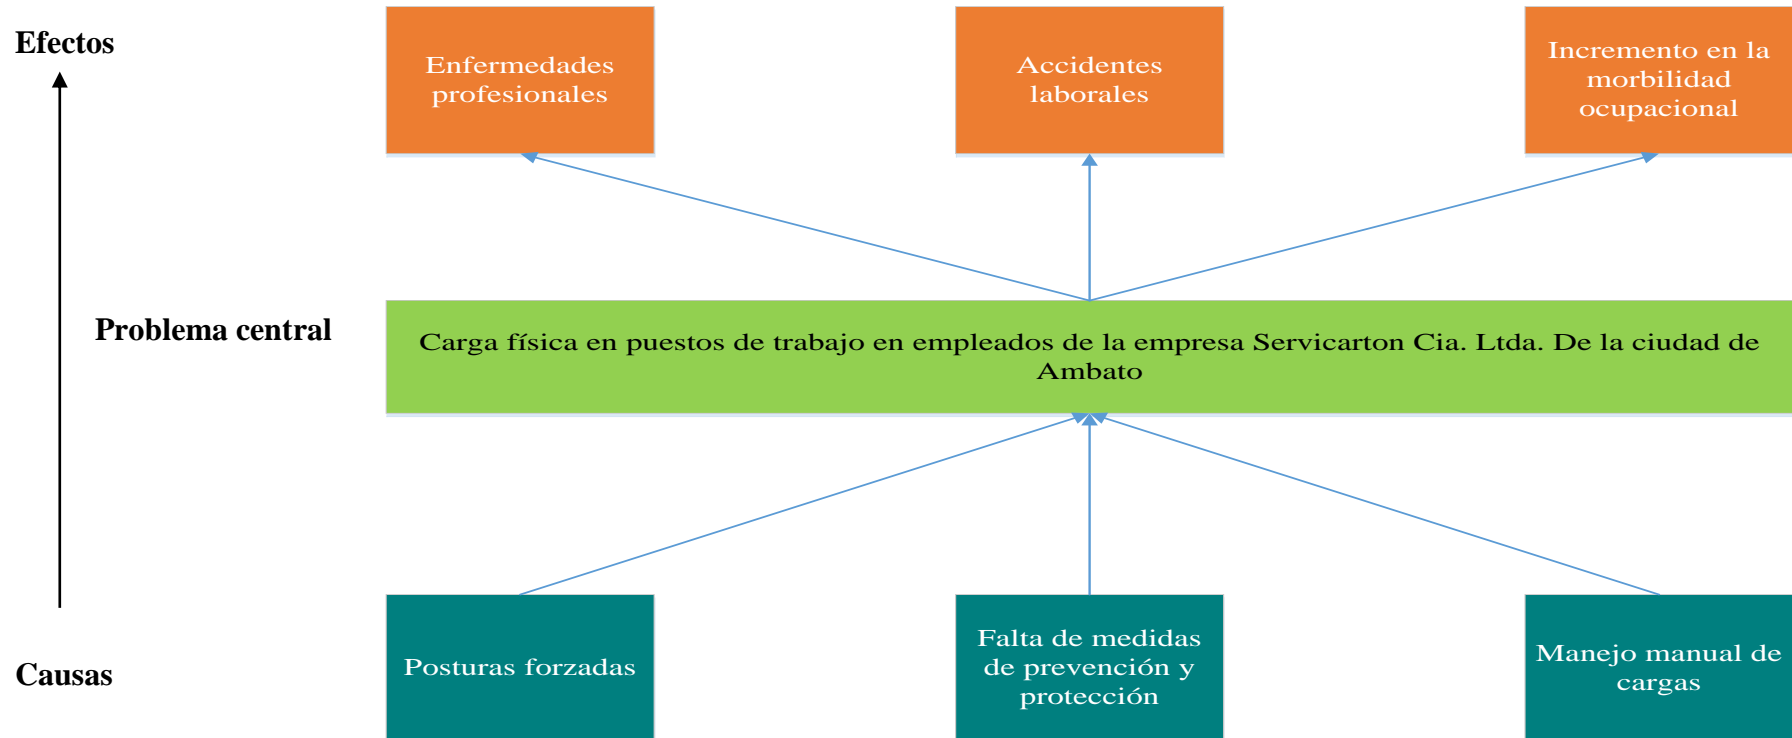 Efectos
Enfermedades
profesionales
Accidentes
laborales
Incremento en la
morbilidad
ocupacional
Problema central
Carga física en puestos de trabajo en empleados de la empresa Servicarton Cia. Ltda. De la ciudad de
Ambato
Causas
Posturas forzadas
Falta de medidas
de prevención y
protección
Manejo manual de
cargas